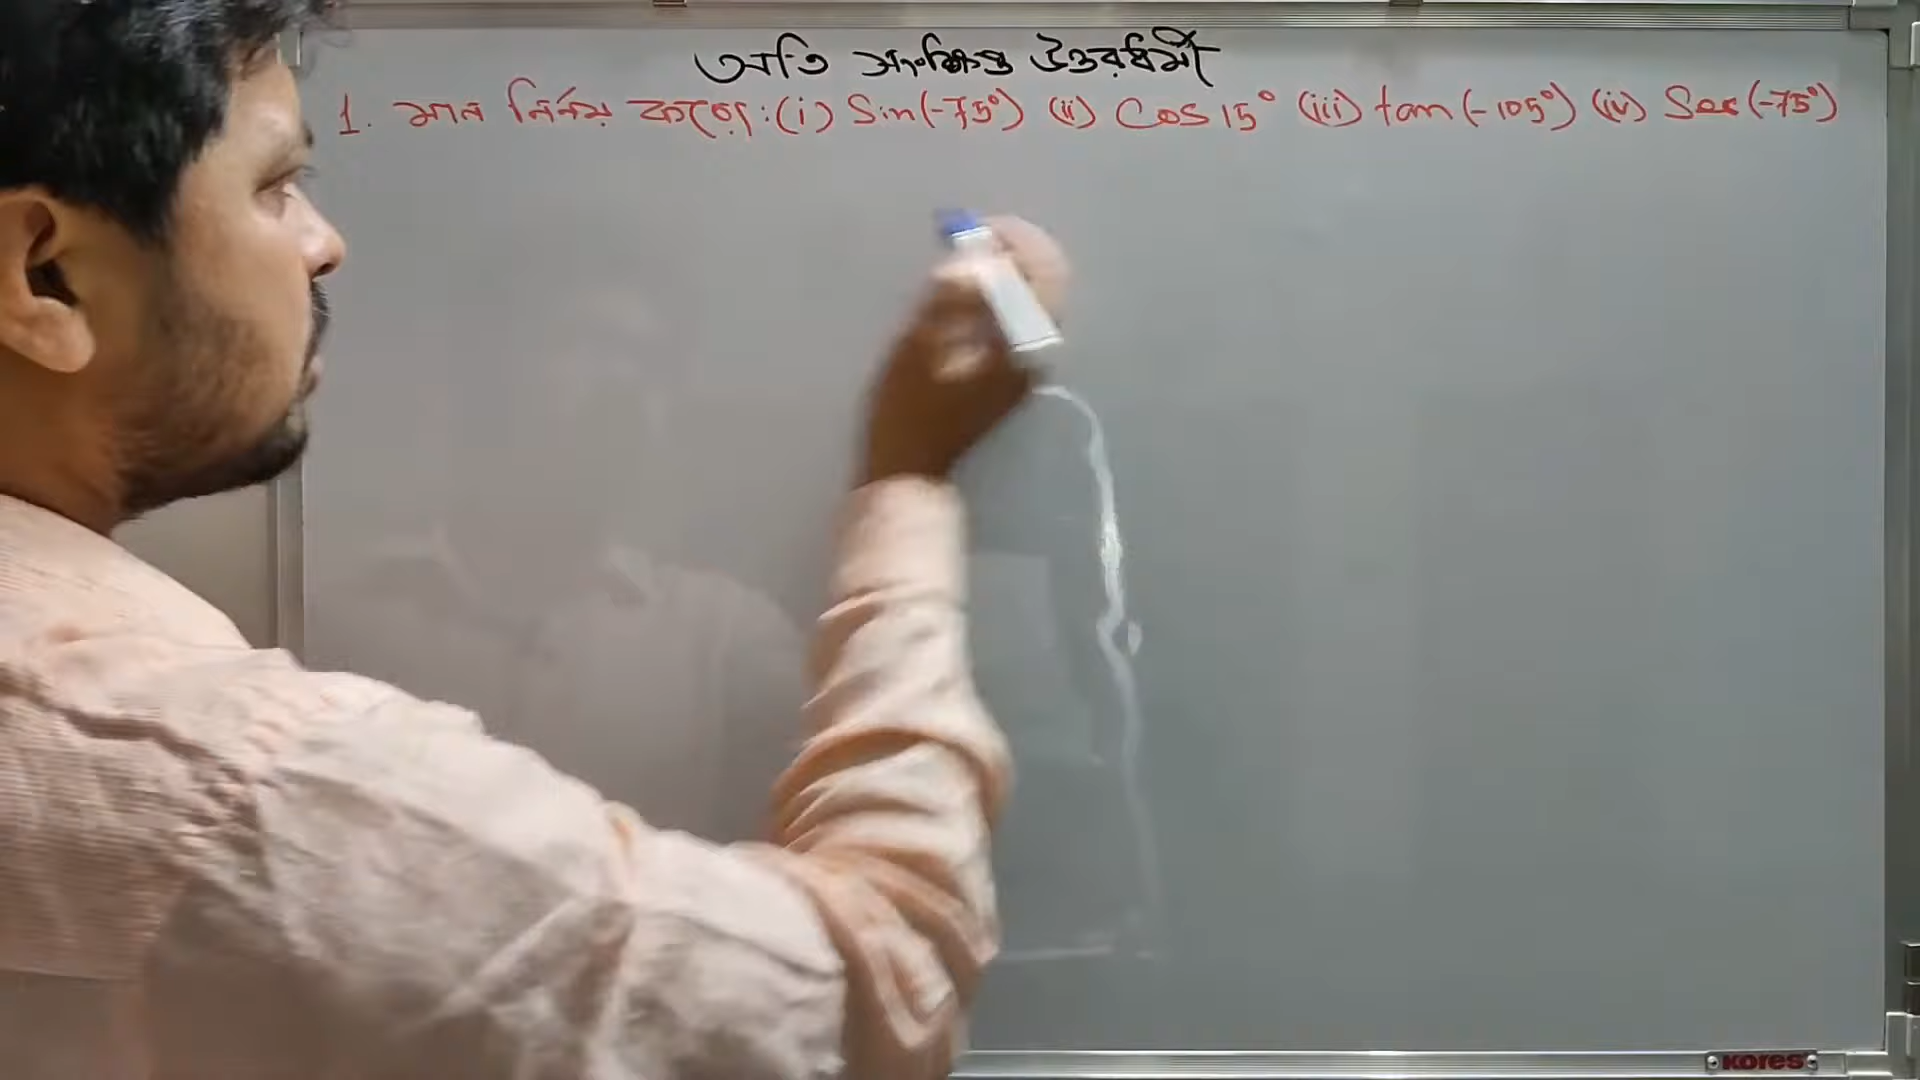 অতি সংক্ষিপ্ত উত্তরধর্মী
1. মান নির্ণয় করো: (i) Sin(-75°) (ii) Cos 15° (iii) tan (-105°) (iv) Sec (-75°)
KORES